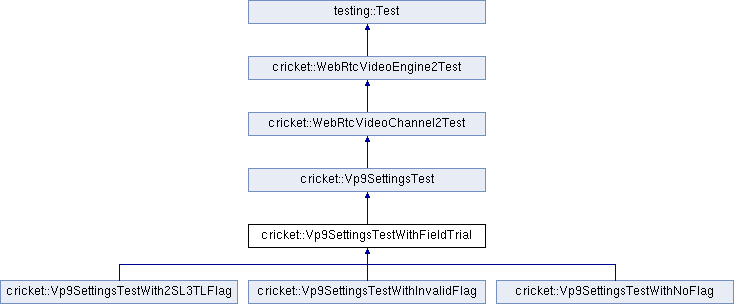 testing::Test
cricket::WebRtcVideoEngine2Test
cricket::WebRtcVideoChannel2Test
cricket::Vp9SettingsTest
cricket::Vp9SettingsTestWithFieldTrial
cricket::Vp9SettingsTestWith2SL3TLFlag
cricket::Vp9SettingsTestWithInvalidFlag
cricket::Vp9SettingsTestWithNoFlag